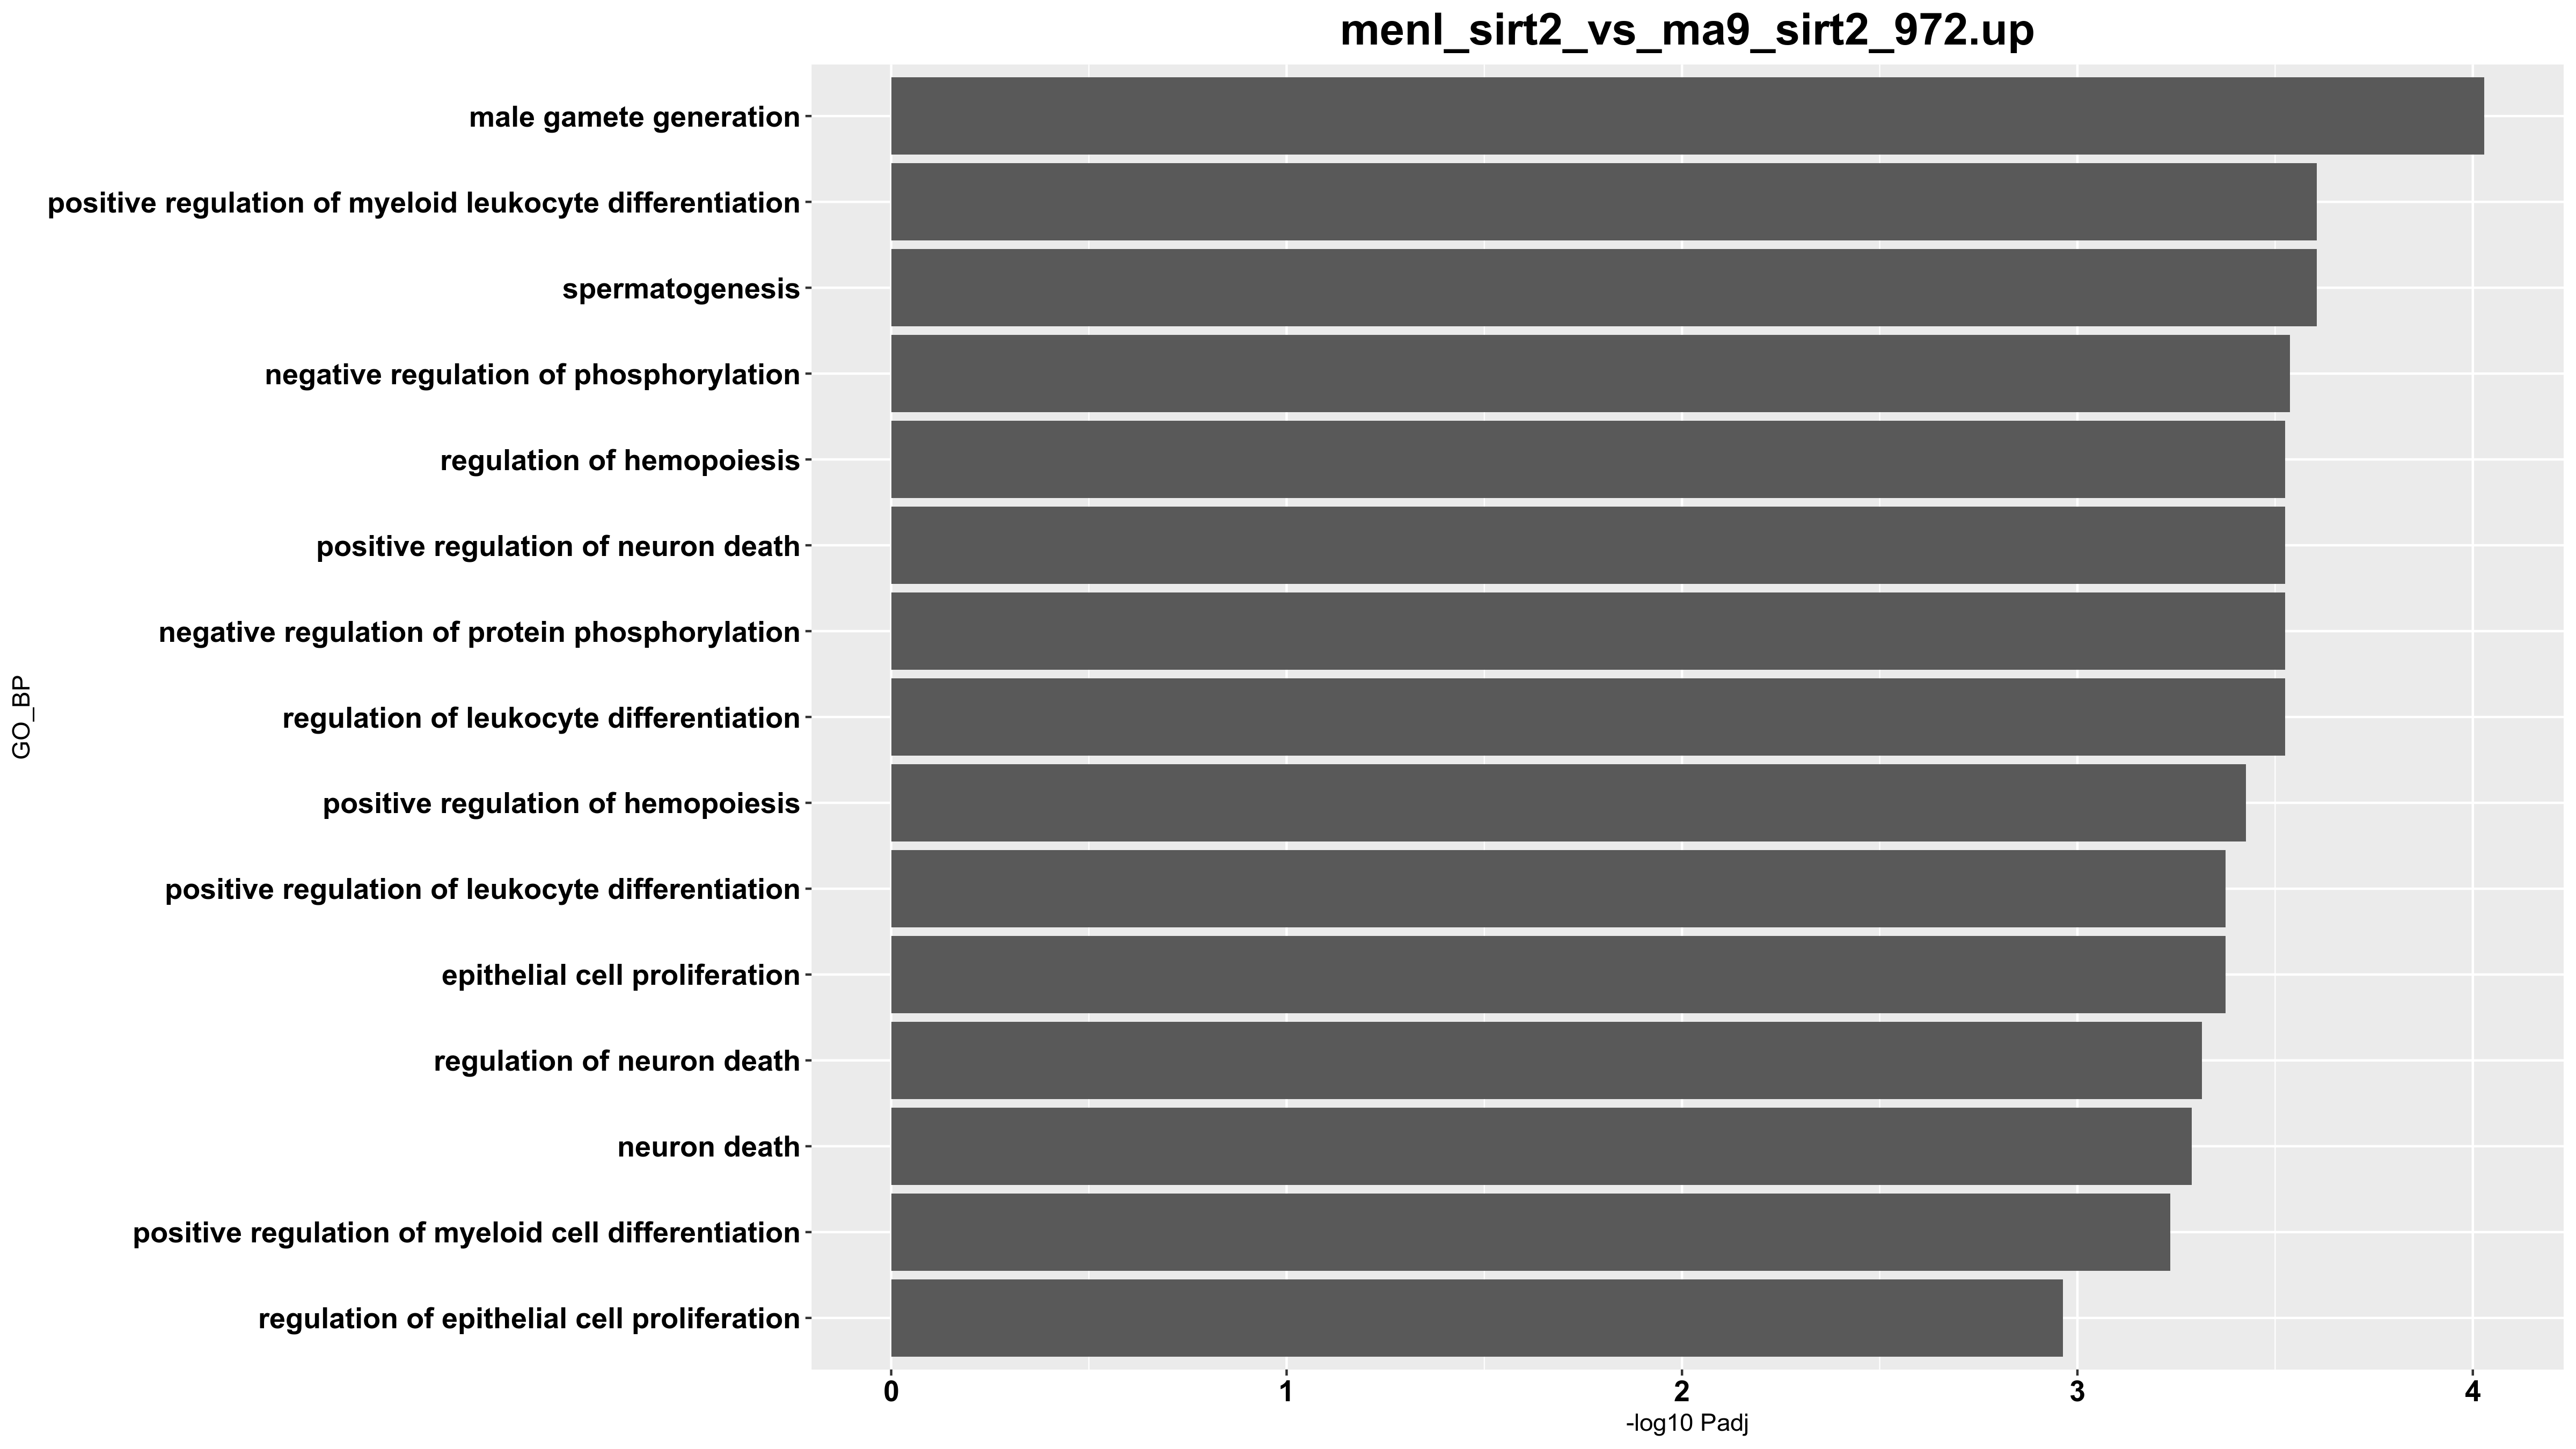 menl_sirt2_vs_ma9_sirt2_972.up
male gamete generation
positive regulation of myeloid leukocyte differentiation
spermatogenesis
negative regulation of phosphorylation
regulation of hemopoiesis
positive regulation of neuron death
negative regulation of protein phosphorylation
regulation of leukocyte differentiation
positive regulation of hemopoiesis
positive regulation of leukocyte differentiation
epithelial cell proliferation
regulation of neuron death
neuron death
positive regulation of myeloid cell differentiation
regulation of epithelial cell proliferation
GO_BP
0 1 2 3 4
-log10 Padj